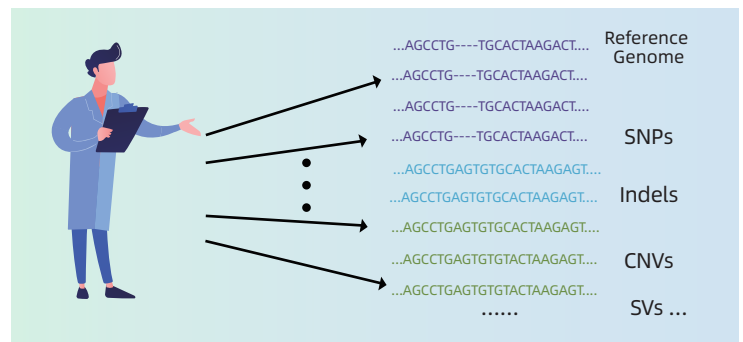 ...AGCCTG----TGCACTAAGACT.... Reference
Genome
...AGCCTG----TGCACTAAGACT....
...AGCCTG----TGCACTAAGACT....
...AGCCTG----TGCACTAAGACT.... SNPs
...AGCCTGAGTGTGCACTAAGAGT....
...AGCCTGAGTGTGCACTAAGAGT.... Indels
...AGCCTGAGTGTGCACTAAGAGT....
...AGCCTGAGTGTGTACTAAGAGT.... CNVs
...AGCCTGAGTGTGTACTAAGAGT....
...... SVs ...